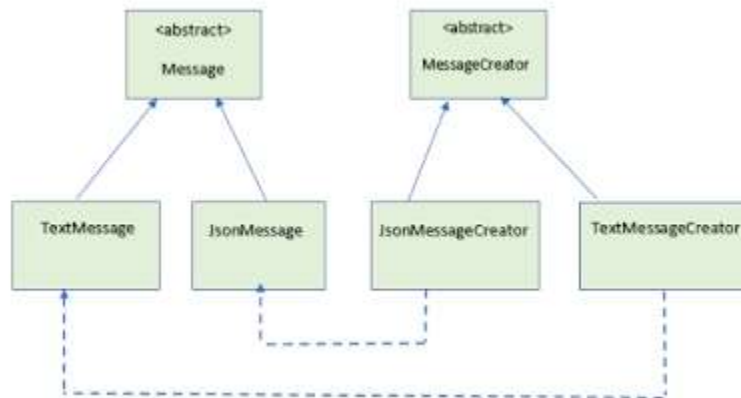 <abstract>
Message
<abstract>
MessageCreator
TextMessage
JsonMessage
JsonMessageCreator
TextMessageCreator